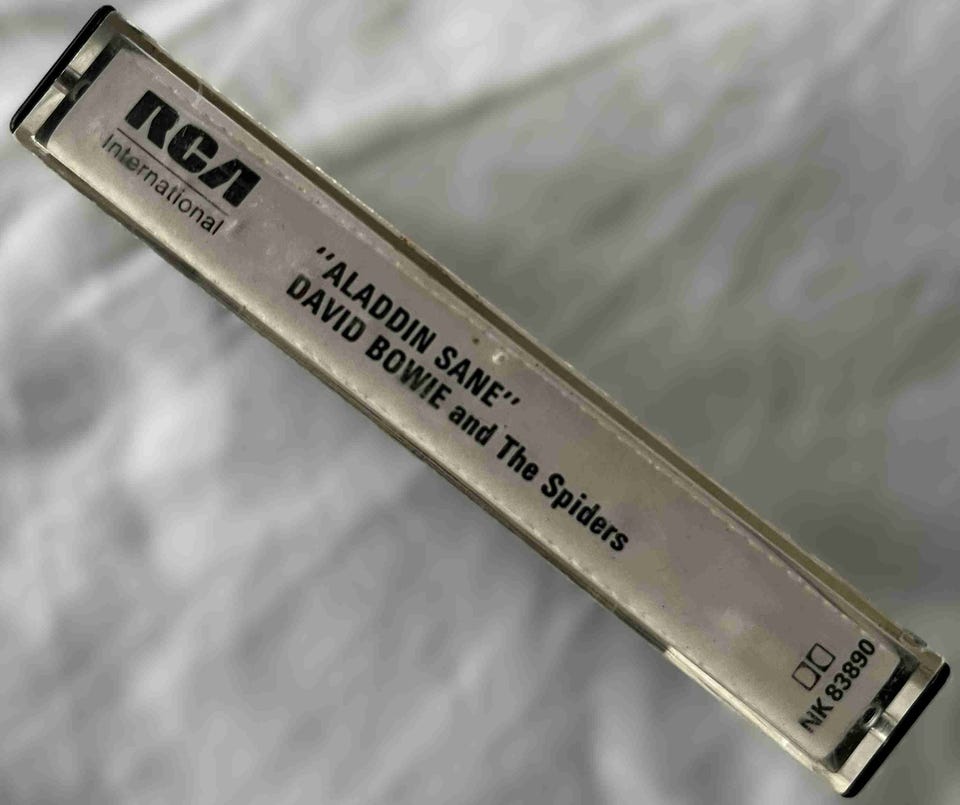 RCA
International
"ALADDIN SANE"
DAVID BOWIE and The Spiders
NK 83890